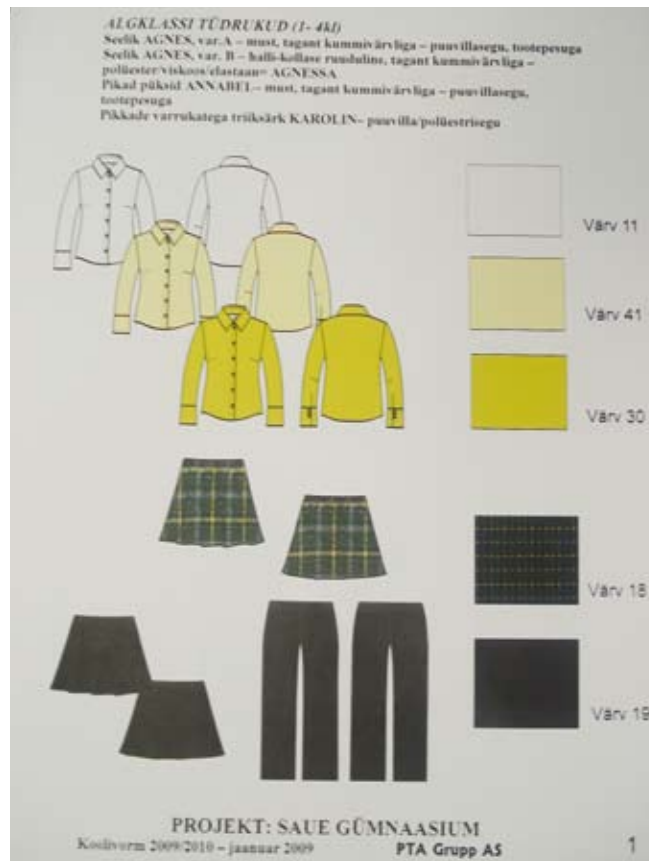 ALGKLASSI TÜDRUKUD (1- 4kl)
Seelik AGNES, var.A – must, tagant kummivärvliga – puuvillasegu, tootepesuga
Seelik AGNES, var. B – halli-kollase ruuduline, tagant kummivärvliga –
polüester/viskoos/elastaan= AGNESSA
Pikad püksid ANNABEL – must, tagant kummivärvliga – puuvillasegu,
tootepesuga
Pikkade varrukatega triiksärk KAROLIN– puuvilla/polüestrisegu
Värv 11
Värv 41
Värv 30
Värv 18
Värv 19
PROJEKT: SAUE GÜMNAASIUM
Koolivorm 2009/2010 – jaanuar 2009
PTA Grupp AS
1